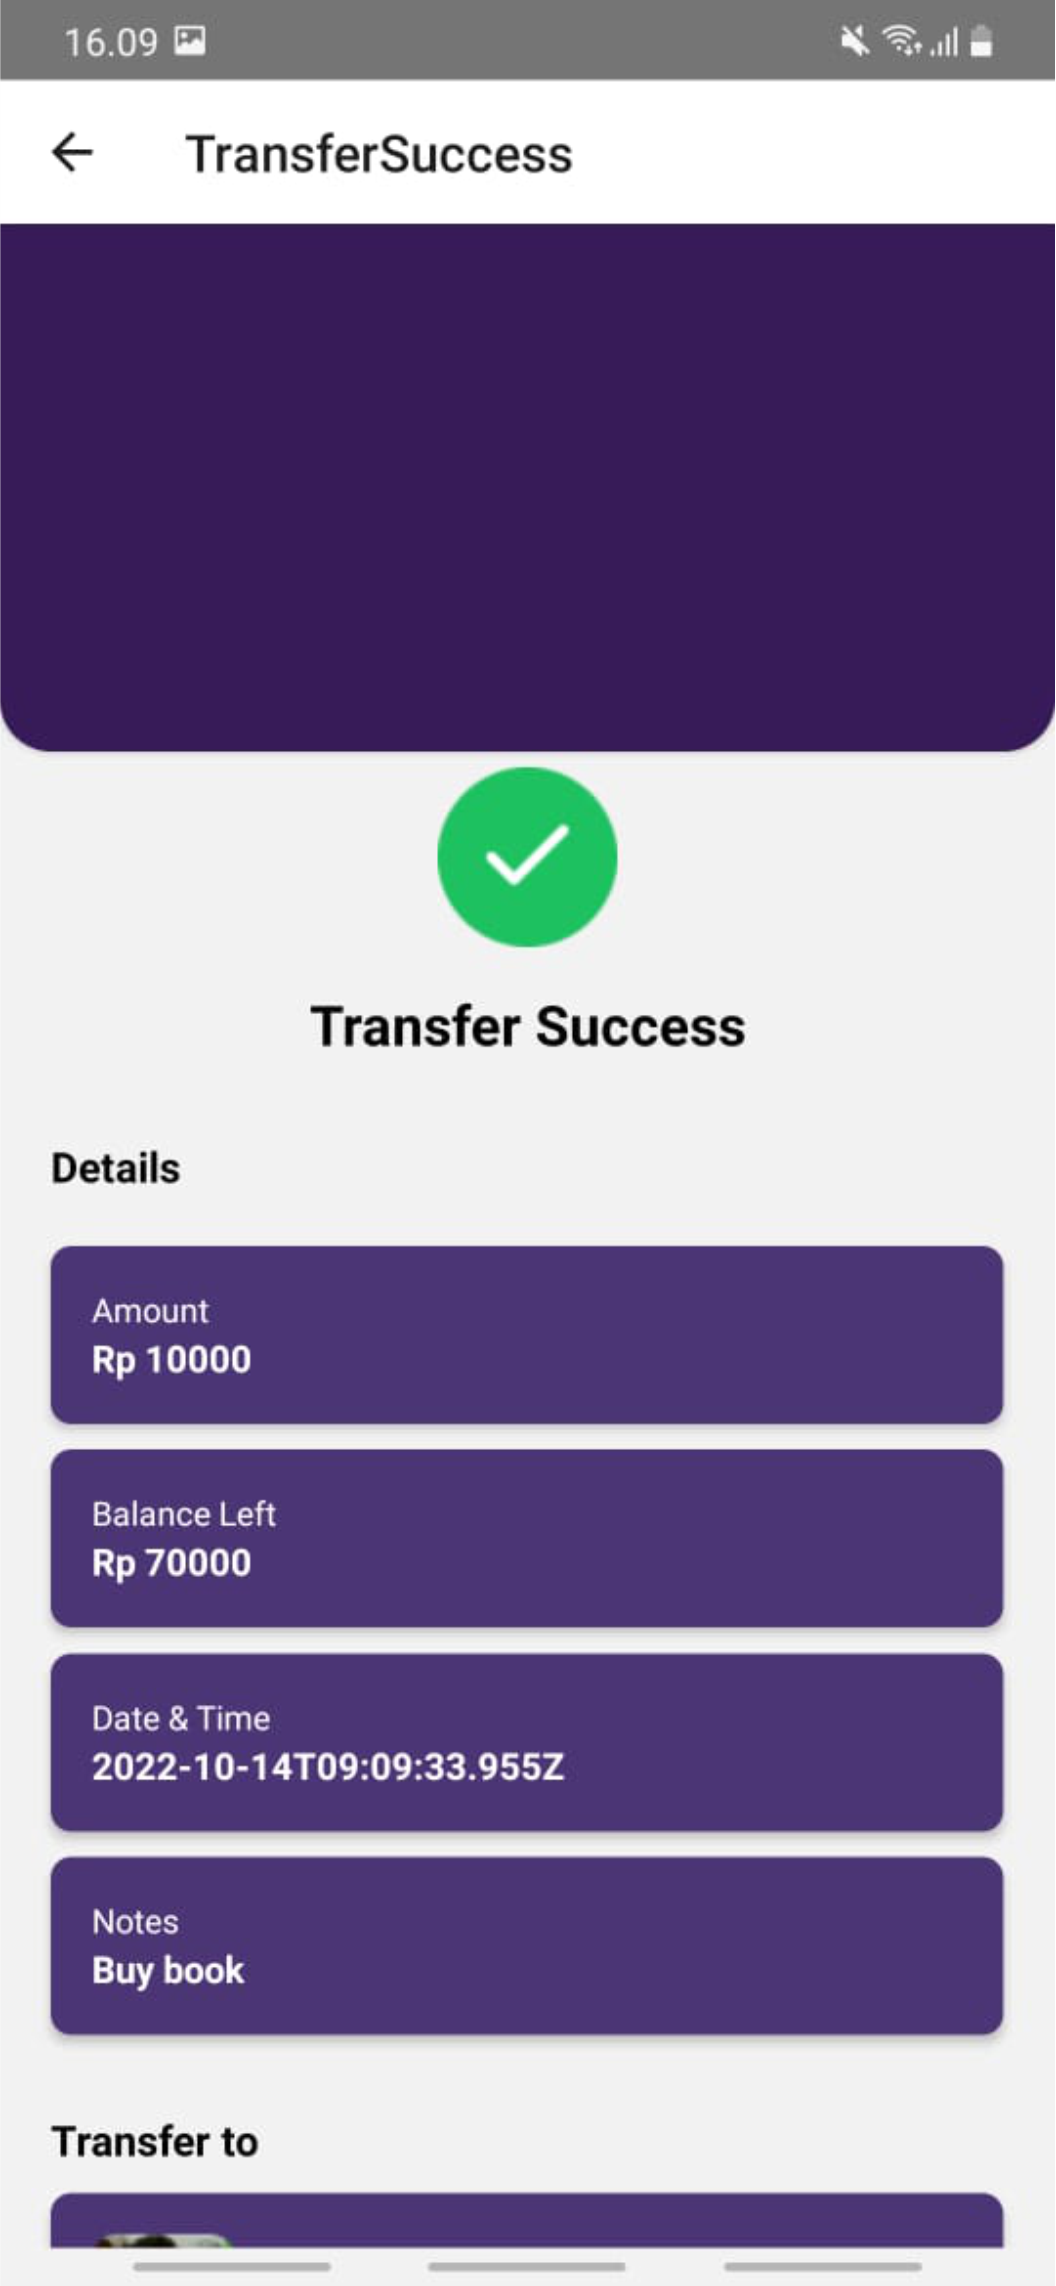 16.09
TransferSuccess
Transfer Success
Details
Amount
Rp 10000
Balance Left
Rp 70000
Date & Time
2022-10-14T09:09:33.955Z
Notes
Buy book
Transfer to